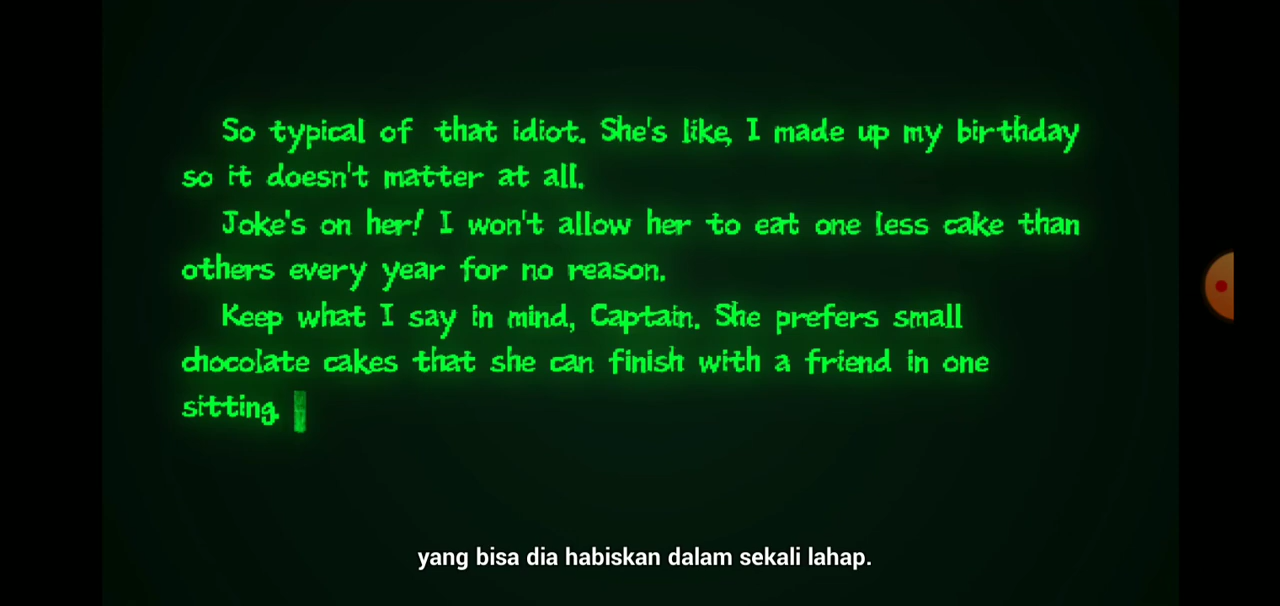 So typical of that idiot. She's like, I made up my birthday
so it doesn't matter at all.
Joke's on her! I won't allow her to eat one less cake than
others every year for no reason.
Keep what I say in mind, Captain. She prefers small
chocolate cakes that she can finish with a friend in one
sitting.
yang bisa dia habiskan dalam sekali lahap.